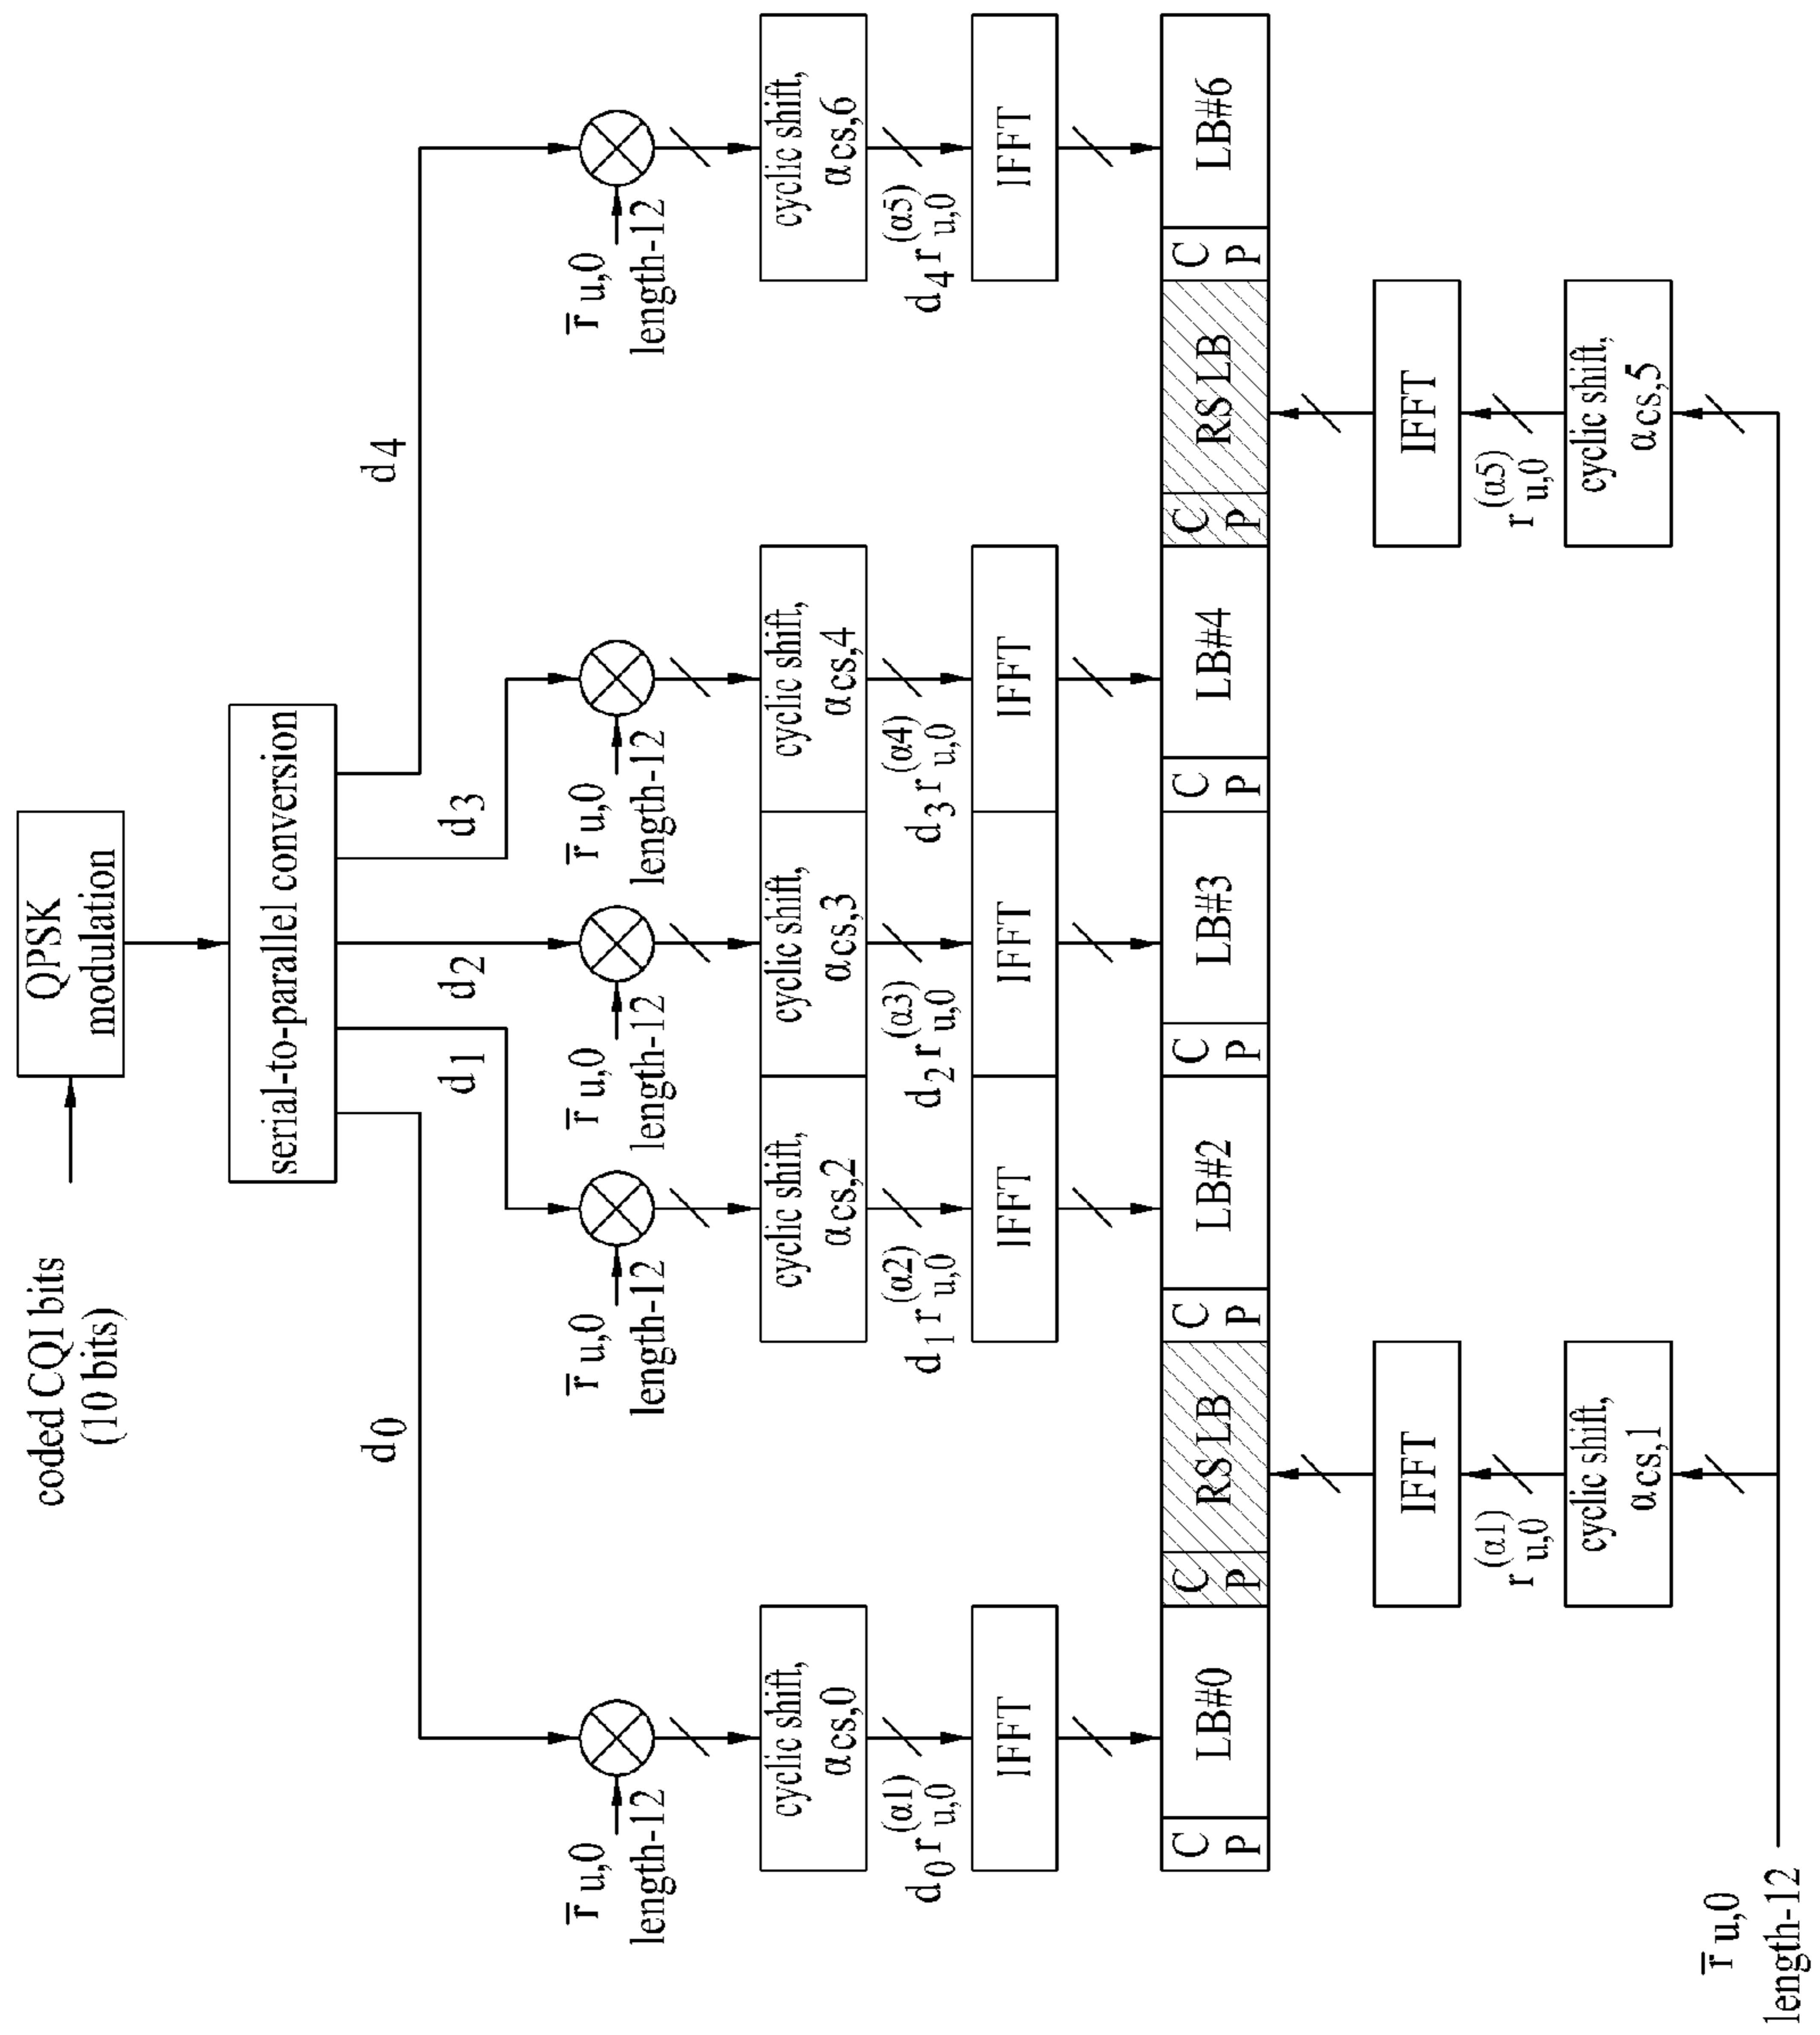 coded CQI bits
(10 bits)
QPSK
modulation
serial-to-parallel conversion
d0
d1
d2
d3
d4
r̅ u,0
length-12
r̅ u,0
length-12
r̅ u,0
length-12
r̅ u,0
length-12
r̅ u,0
length-12
cyclic shift,
αcs,0
cyclic shift,
αcs,2
cyclic shift,
αcs,3
cyclic shift,
αcs,4
cyclic shift,
αcs,6
d0 r u,0 (α1)
d1 r u,0 (α2)
d2 r u,0 (α3)
d3 r u,0 (α4)
d4 r u,0 (α5)
IFFT
IFFT
IFFT
IFFT
IFFT
C P
LB#0
C P
RS LB
C P
LB#2
C P
LB#3
C P
LB#4
C P
RS LB
C P
LB#6
IFFT
IFFT
r u,0 (α1)
r u,0 (α5)
cyclic shift,
αcs,1
cyclic shift,
αcs,5
r̅ u,0
length-12